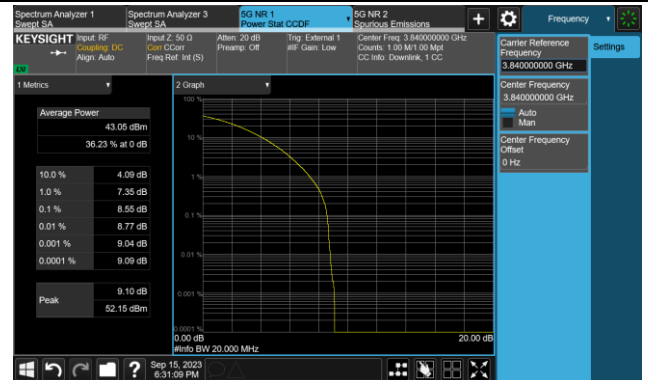 Spectrum Analyzer 1
Swept SA
Spectrum Analyzer 3
Swept SA
5G NR 1
Power Stat CCDF
5G NR 2
Spurious Emissions
Frequency
KEYSIGHT
Input: RF
Coupling: DC
Align: Auto
Input Z: 50 Ω
Corr CCorr
Freq Ref: Int (S)
Atten: 20 dB
Preamp: Off
Trig: External 1
#IF Gain: Low
Center Freq: 3.840000000 GHz
Counts: 1.00 M/1.00 Mpt
CC Info: Downlink, 1 CC
Carrier Reference
Frequency
3.840000000 GHz
Settings
Center Frequency
3.840000000 GHz
Auto
Man
Center Frequency
Offset
0 Hz
1 Metrics
Average Power
43.05 dBm
36.23 % at 0 dB
10.0 % 4.09 dB
1.0 % 7.35 dB
0.1 % 8.55 dB
0.01 % 8.77 dB
0.001 % 9.04 dB
0.0001 % 9.09 dB
Peak
9.10 dB
52.15 dBm
2 Graph
100 %
10 %
1 %
0.1 %
0.01 %
0.001 %
0.0001 %
0.00 dB
20.00 dB
#Info BW 20.000 MHz
?
Sep 15, 2023
6:31:09 PM